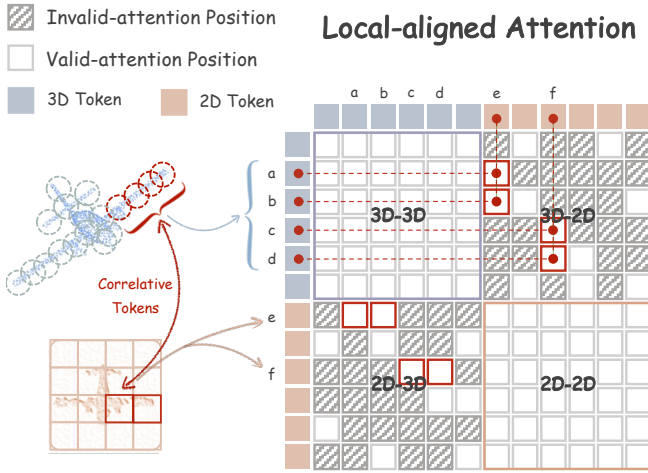 Invalid-attention Position
Valid-attention Position
3D Token
2D Token
Local-aligned Attention
a b c d e f
a
b
c
d
e
f
3D-3D
3D-2D
2D-3D
2D-2D
Correlative
Tokens